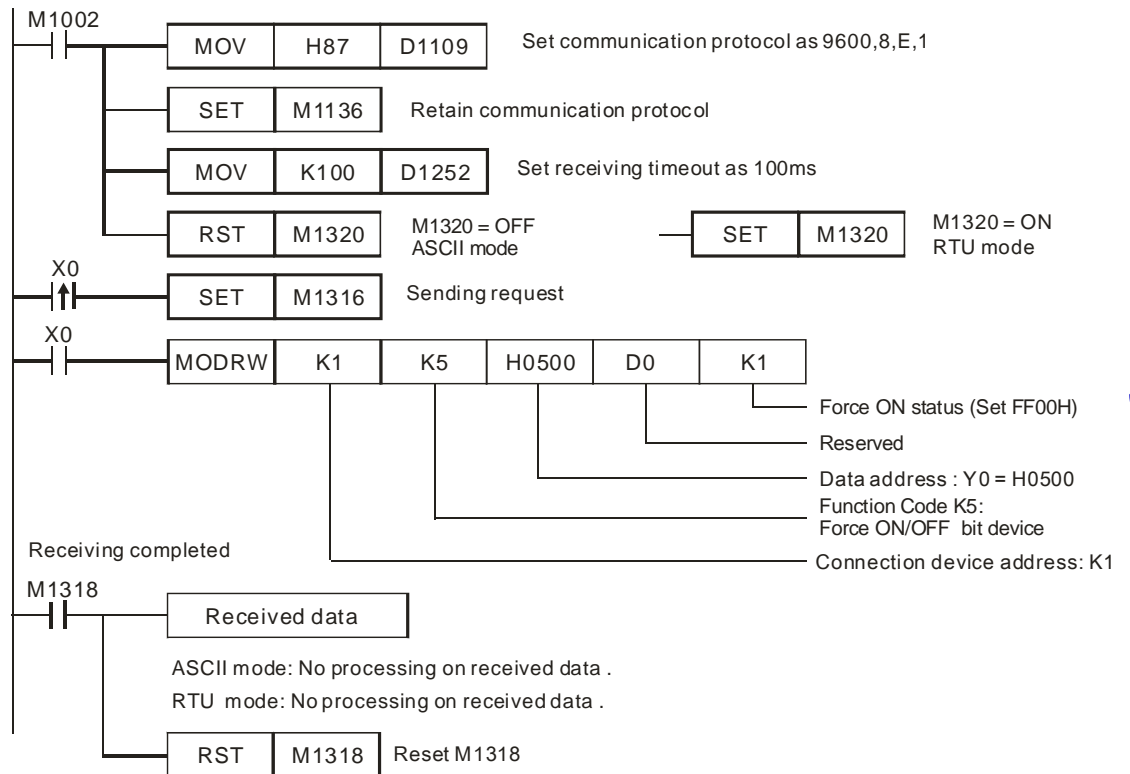 M1002
MOV H87 D1109 Set communication protocol as 9600,8,E,1
SET M1136 Retain communication protocol
MOV K100 D1252 Set receiving timeout as 100ms
RST M1320 M1320 = OFF
ASCII mode
SET M1320 M1320 = ON
RTU mode
X0
SET M1316 Sending request
X0
MODRW K1 K5 H0500 D0 K1
Force ON status (Set FF00H)
Reserved
Data address : Y0 = H0500
Function Code K5:
Force ON/OFF bit device
Connection device address: K1
Receiving completed
M1318
Received data
ASCII mode: No processing on received data .
RTU mode: No processing on received data .
RST M1318 Reset M1318